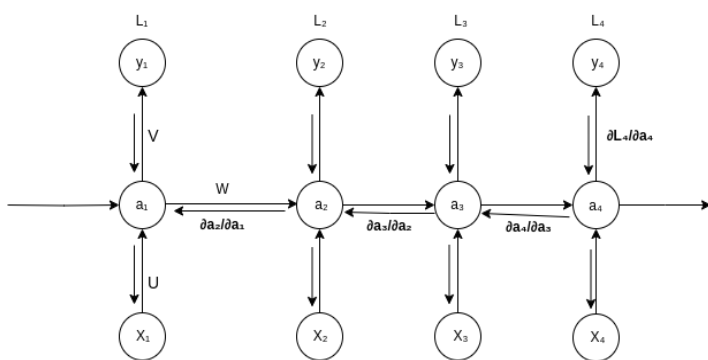 L₁ L₂ L₃ L₄
y₁ y₂ y₃ y₄
V ∂L₄/∂a₄
W
a₁ a₂ a₃ a₄
∂a₂/∂a₁ ∂a₃/∂a₂ ∂a₄/∂a₃
U
X₁ X₂ X₃ X₄